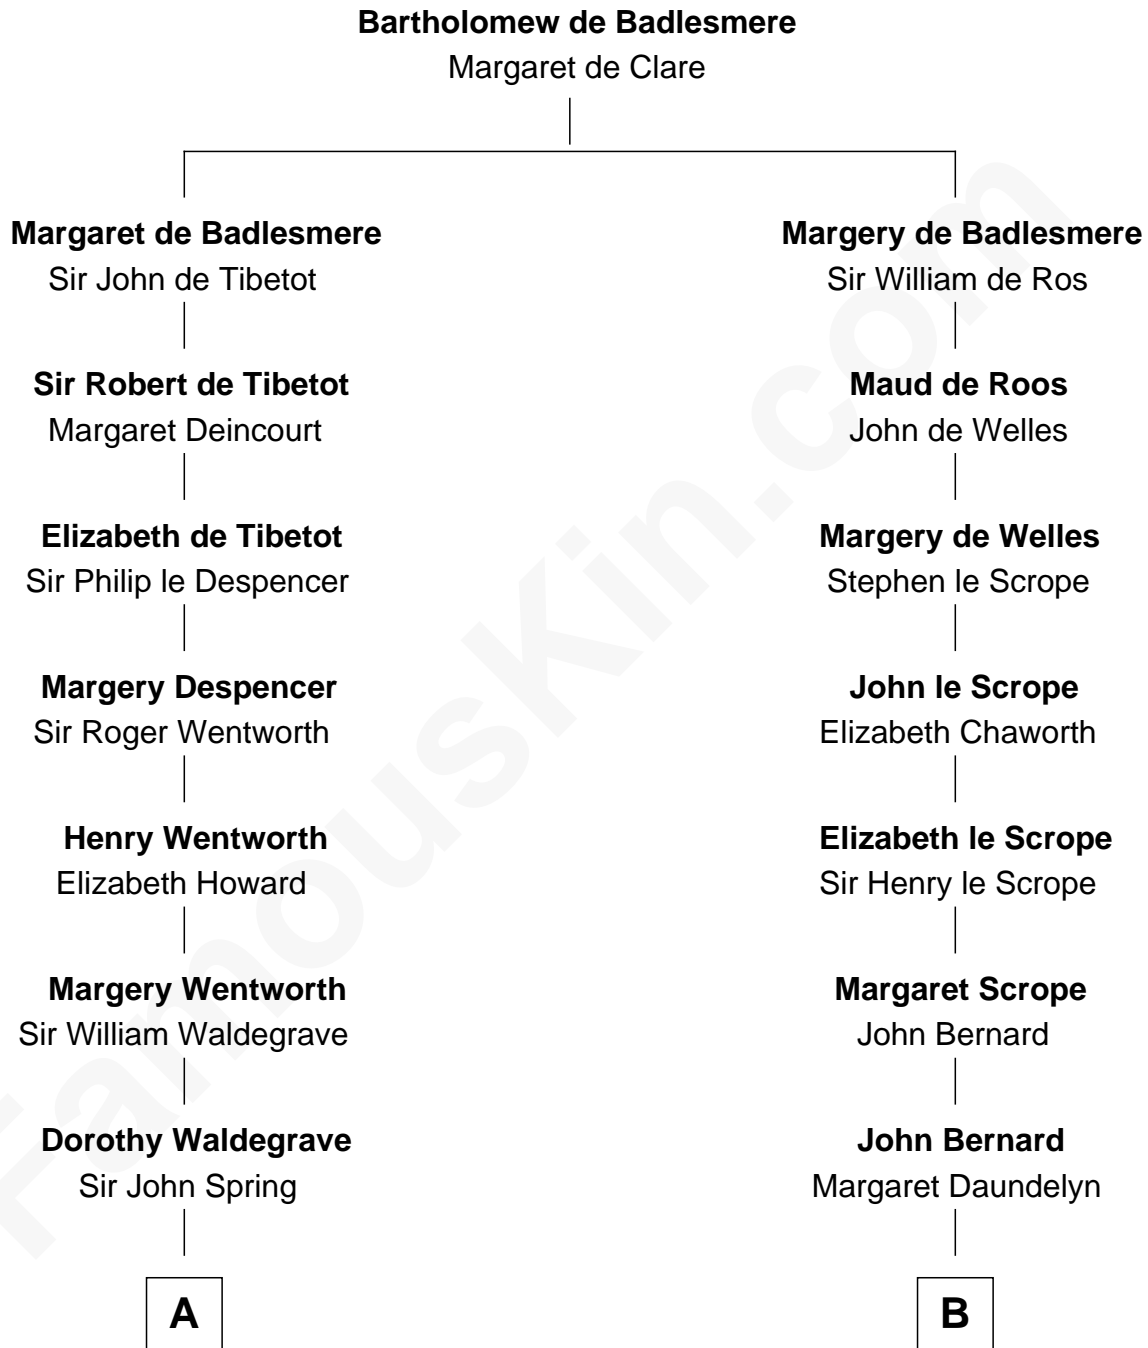 Bartholomew de Badlesmere
Margaret de Clare
Margaret de Badlesmere
Sir John de Tibetot
Margery de Badlesmere
Sir William de Ros
Sir Robert de Tibetot
Margaret Deincourt
Maud de Roos
John de Welles
Elizabeth de Tibetot
Sir Philip le Despencer
Margery de Welles
Stephen le Scrope
Margery Despencer
Sir Roger Wentworth
John le Scrope
Elizabeth Chaworth
Henry Wentworth
Elizabeth Howard
Elizabeth le Scrope
Sir Henry le Scrope
Margery Wentworth
Sir William Waldegrave
Margaret Scrope
John Bernard
Dorothy Waldegrave
Sir John Spring
John Bernard
Margaret Daundelyn
A
B
FamousKin.com